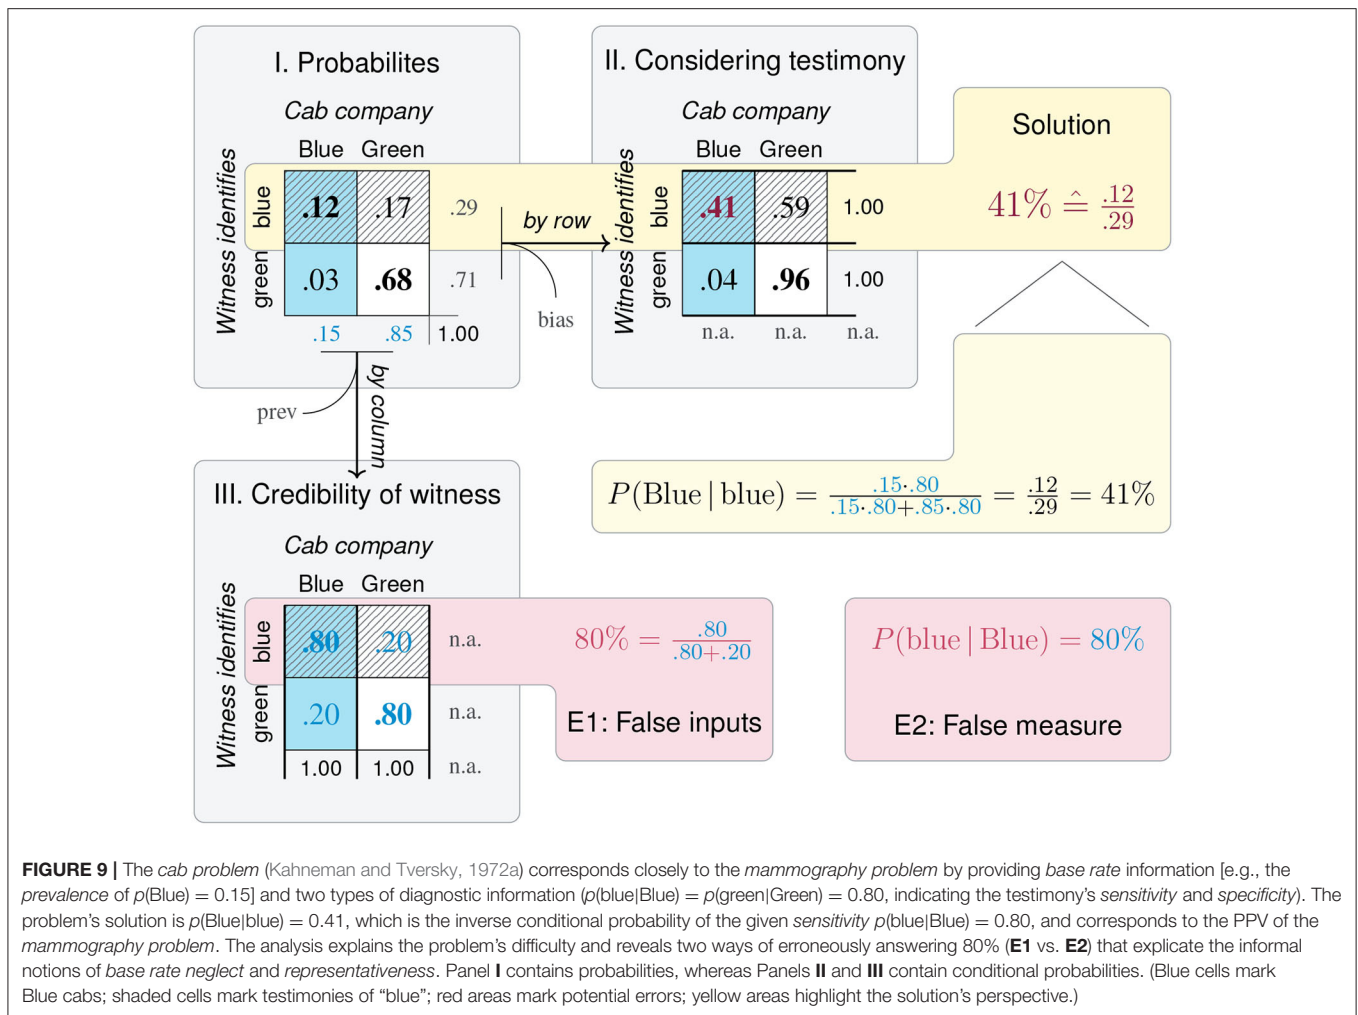 I. Probabilites
Cab company
Blue Green
Witness identifies
blue
.12 .17 .29
green
.03 .68 .71
.15 .85 1.00
by row
bias
prev
by column
II. Considering testimony
Cab company
Blue Green
Witness identifies
blue
.41 .59 1.00
green
.04 .96 1.00
n.a. n.a. n.a.
Solution
41% ≙ .12/.29
P(Blue | blue) = .15·.80/.15·.80+.85·.80 = .12/.29 = 41%
III. Credibility of witness
Cab company
Blue Green
Witness identifies
blue
.80 .20 n.a.
green
.20 .80 n.a.
1.00 1.00 n.a.
80% = .80/.80+.20
E1: False inputs
P(blue | Blue) = 80%
E2: False measure
FIGURE 9 | The cab problem (Kahneman and Tversky, 1972a) corresponds closely to the mammography problem by providing base rate information [e.g., the
prevalence of p(Blue) = 0.15] and two types of diagnostic information (p(blue|Blue) = p(green|Green) = 0.80, indicating the testimony's sensitivity and specificity). The
problem's solution is p(Blue|blue) = 0.41, which is the inverse conditional probability of the given sensitivity p(blue|Blue) = 0.80, and corresponds to the PPV of the
mammography problem. The analysis explains the problem's difficulty and reveals two ways of erroneously answering 80% (E1 vs. E2) that explicate the informal
notions of base rate neglect and representativeness. Panel I contains probabilities, whereas Panels II and III contain conditional probabilities. (Blue cells mark
Blue cabs; shaded cells mark testimonies of "blue"; red areas mark potential errors; yellow areas highlight the solution's perspective.)